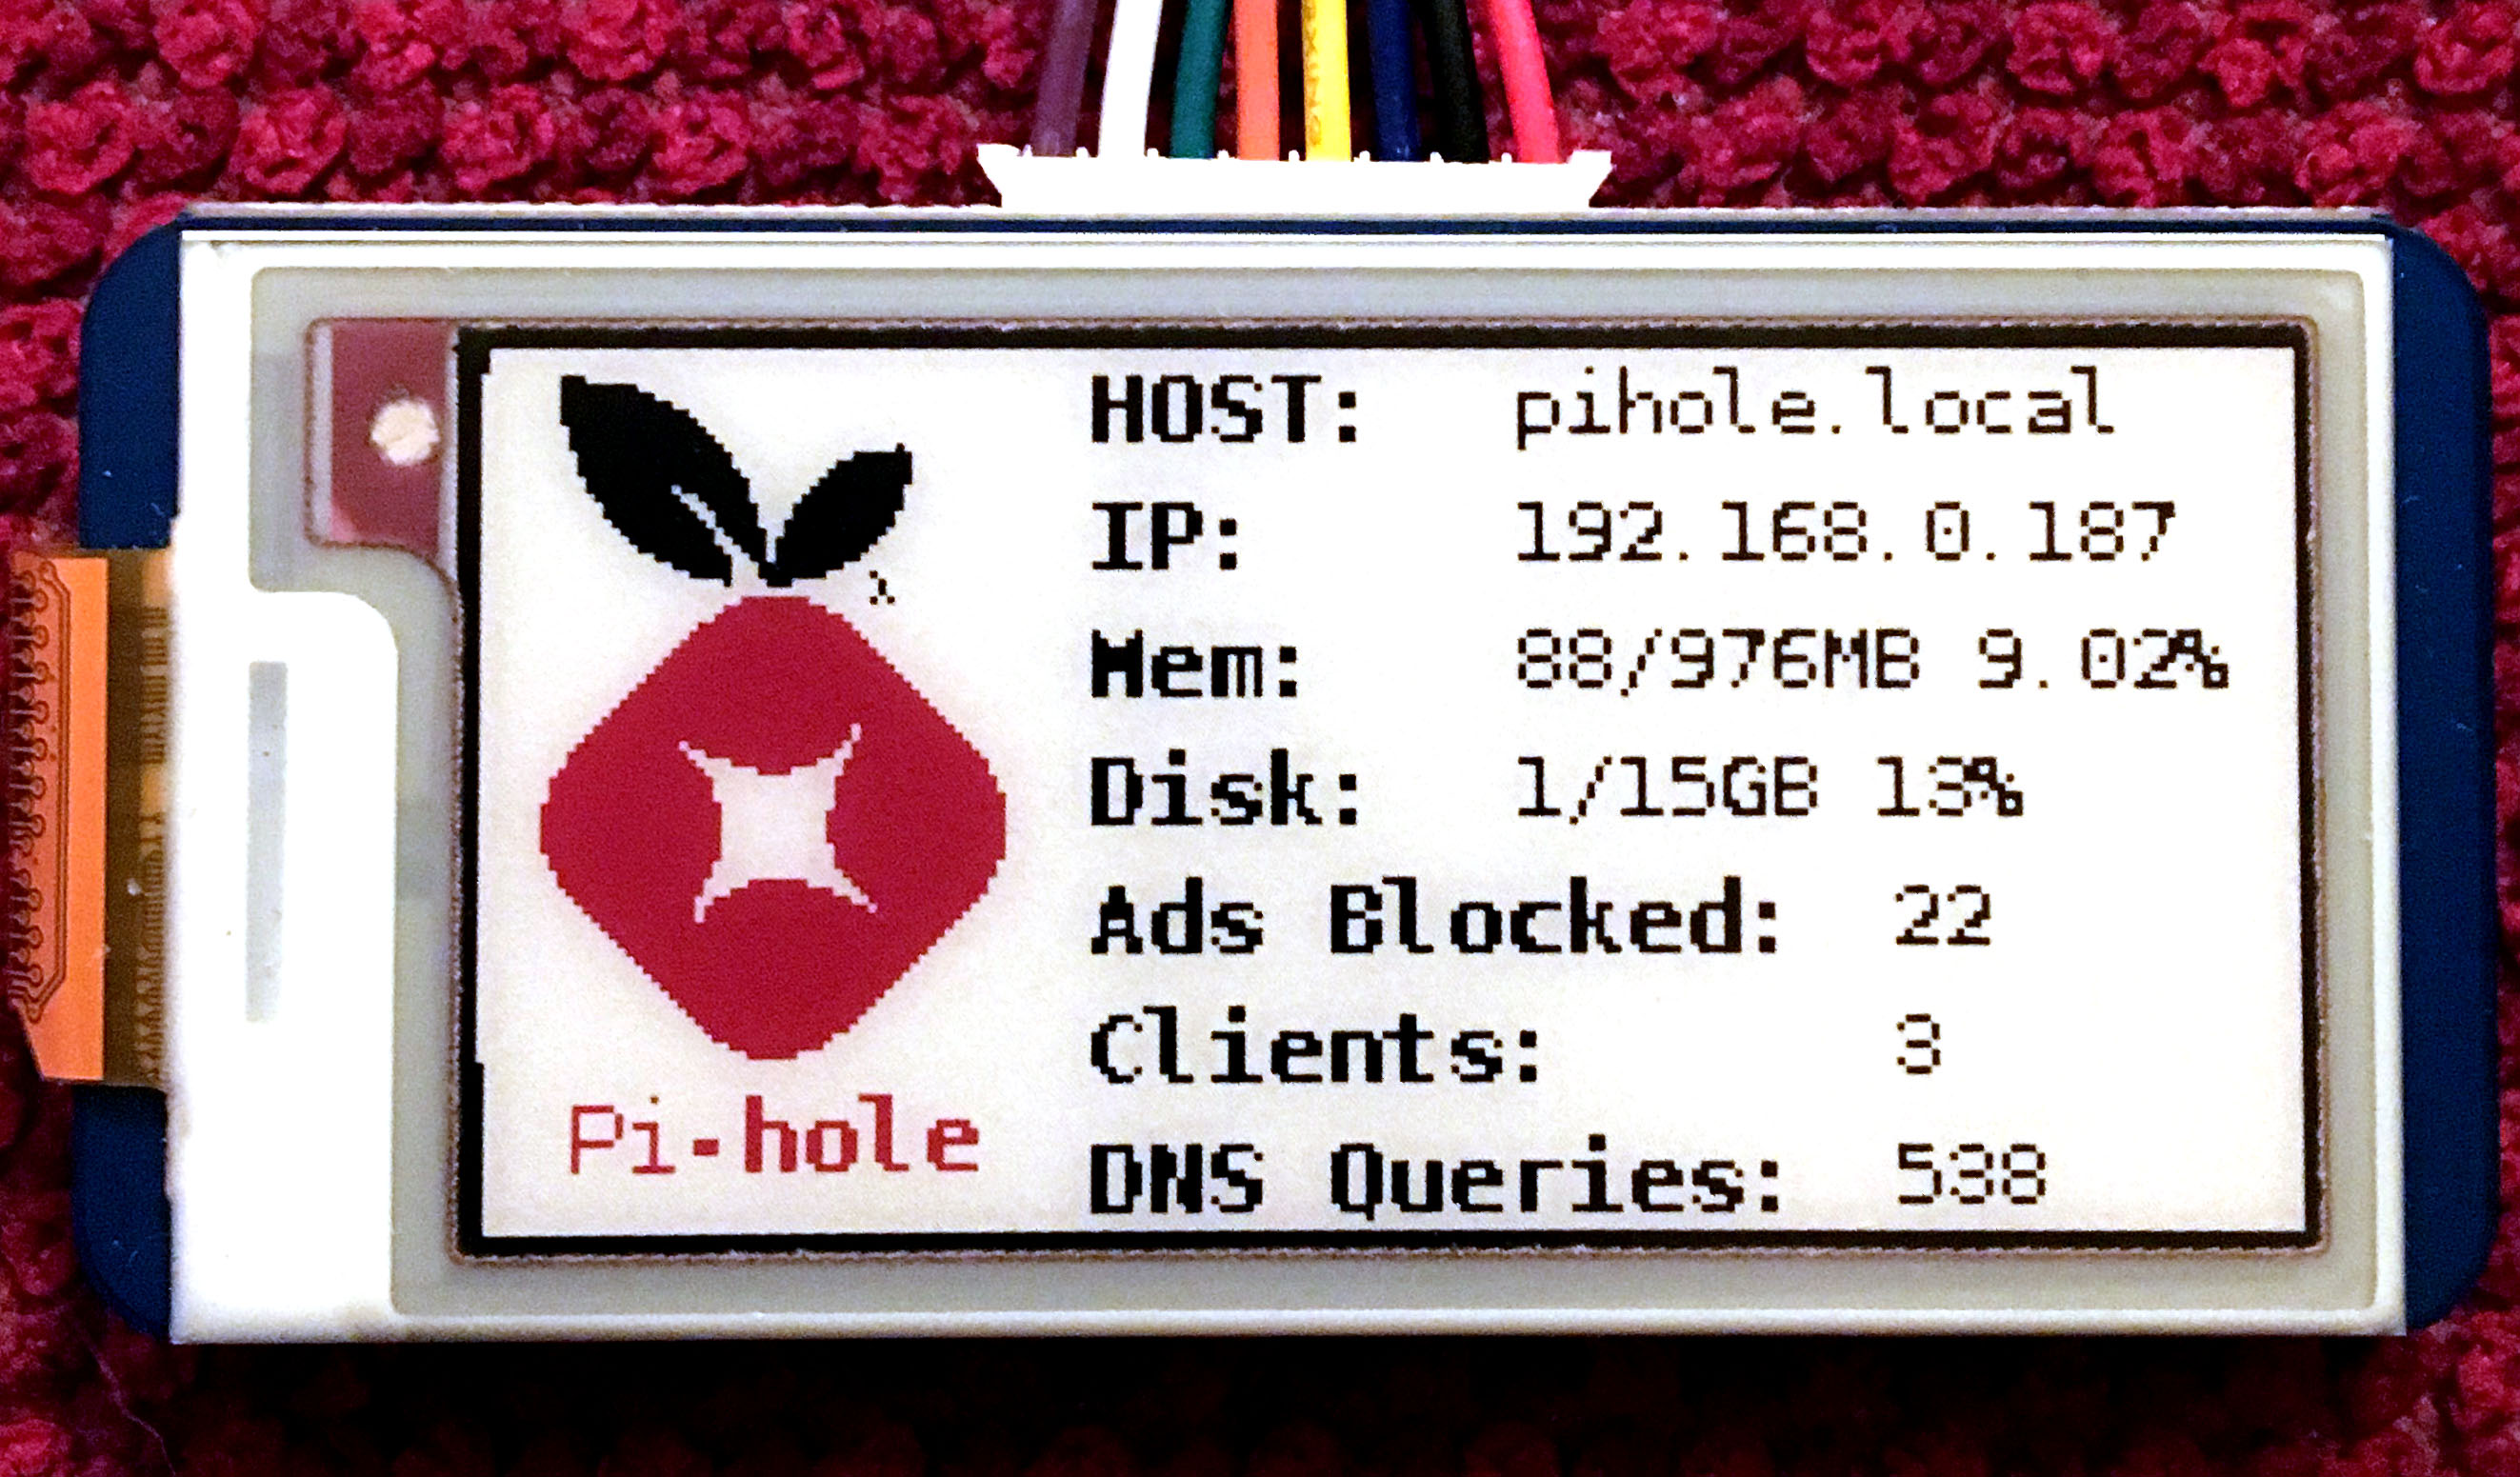 HOST: pihole.local
IP: 192.168.0.187
Mem: 88/976MB 9.02%
Disk: 1/15GB 13%
Ads Blocked: 22
Clients: 3
DNS Queries: 538
Pi-hole